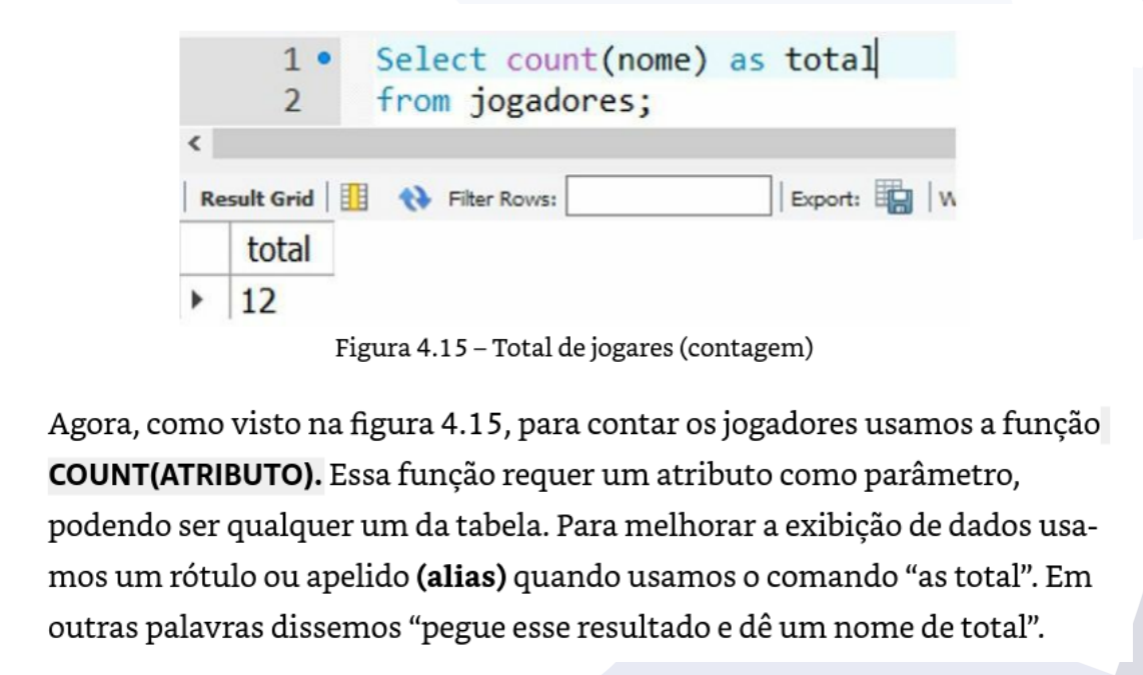 1 Select count(nome) as total
2 from jogadores;
Result Grid Filter Rows: Export:
total
12
Figura 4.15 – Total de jogares (contagem)
Agora, como visto na figura 4.15, para contar os jogadores usamos a função
COUNT(ATRIBUTO). Essa função requer um atributo como parâmetro,
podendo ser qualquer um da tabela. Para melhorar a exibição de dados usa-
mos um rótulo ou apelido (alias) quando usamos o comando “as total”. Em
outras palavras dissemos “pegue esse resultado e dê um nome de total”.